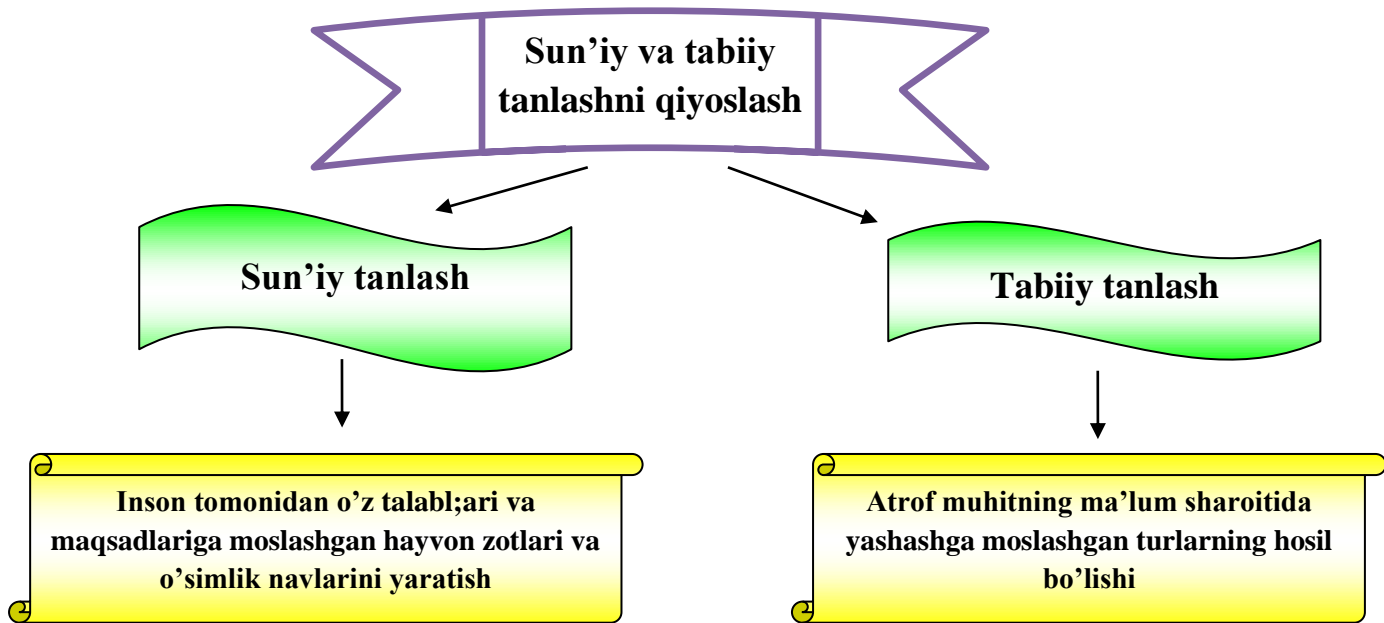 Sun’iy va tabiiy
tanlashni qiyoslash
Sun’iy tanlash
Tabiiy tanlash
Inson tomonidan o’z talabl;ari va
maqsadlariga moslashgan hayvon zotlari va
o’simlik navlarini yaratish
Atrof muhitning ma’lum sharoitida
yashashga moslashgan turlarning hosil
bo’lishi